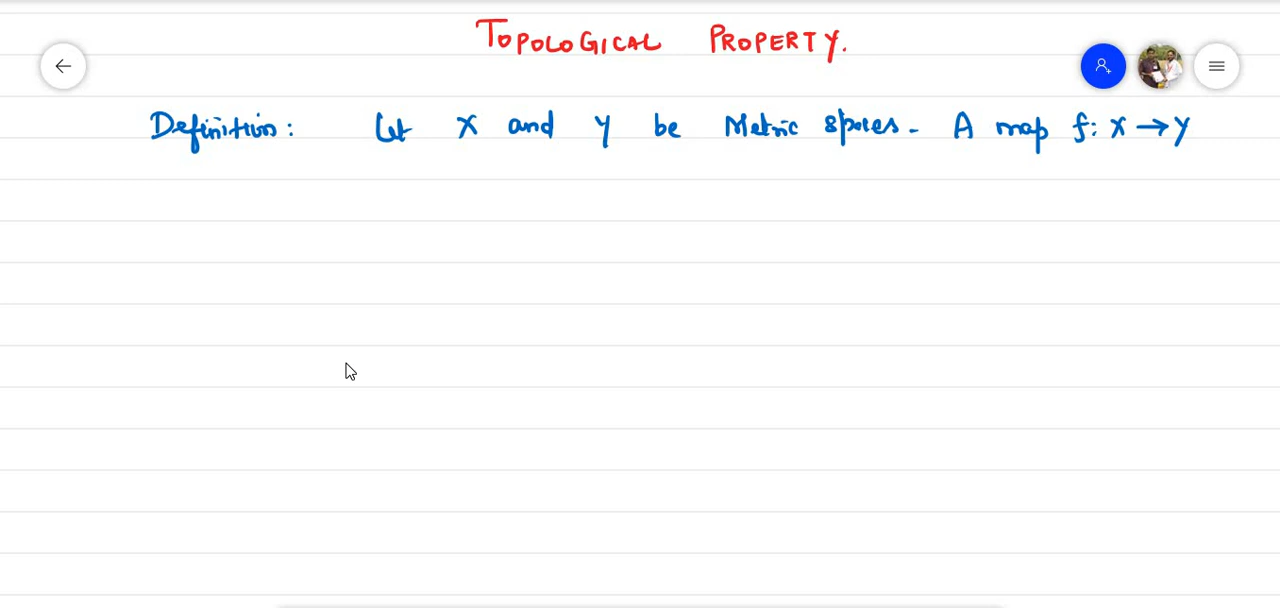 TOPOLOGICAL PROPERTY.
Definition: Let X and Y be Metric spaces. A map f: X → Y